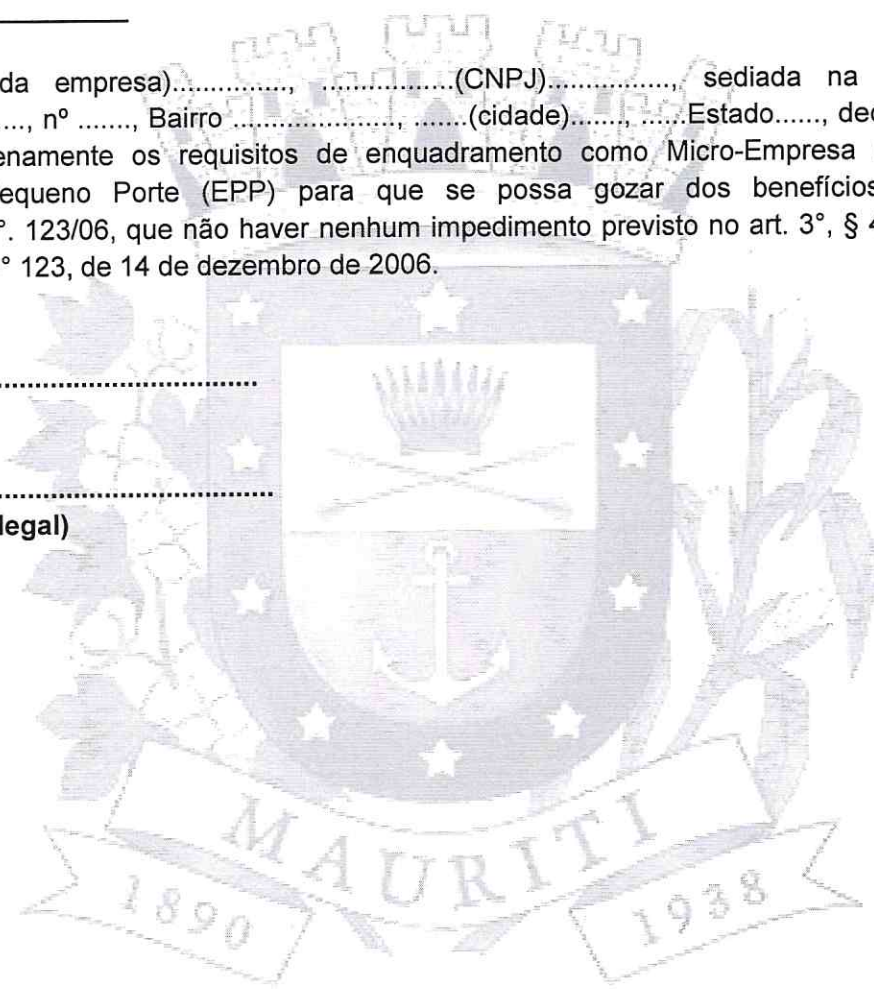 da empresa)..............., ..................(CNPJ)................, sediada na
...., nº ......., Bairro ....................., .......(cidade)......., ......Estado......, dec
enamente os requisitos de enquadramento como Micro-Empresa
equeno Porte (EPP) para que se possa gozar dos benefícios
°. 123/06, que não haver nenhum impedimento previsto no art. 3°, § 4
° 123, de 14 de dezembro de 2006.
legal)
MAURITI
1890
1938